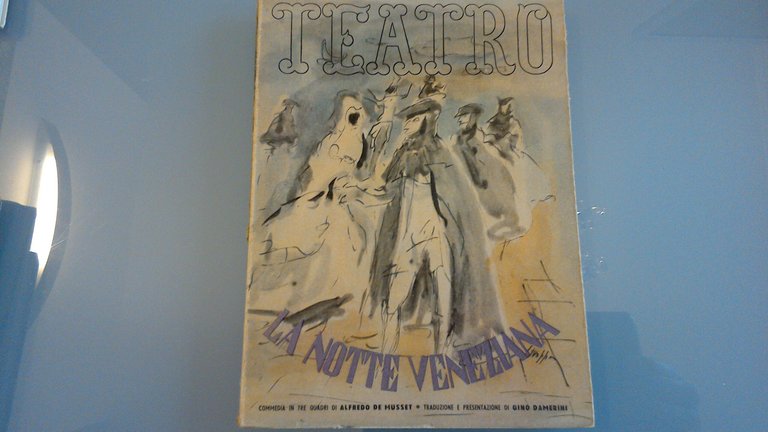 TEATRO
LA NOTTE VENEZIANA
COMMEDIA IN TRE QUADRI DI ALFREDO DE MUSSET • TRADUZIONE E PRESENTAZIONE DI GINO DAMERINI